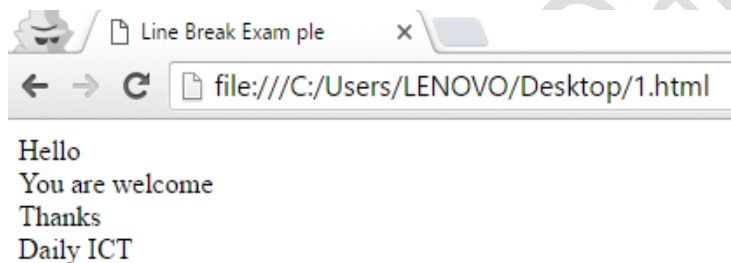 Line Break Exam ple
file:///C:/Users/LENOVO/Desktop/1.html
Hello
You are welcome
Thanks
Daily ICT